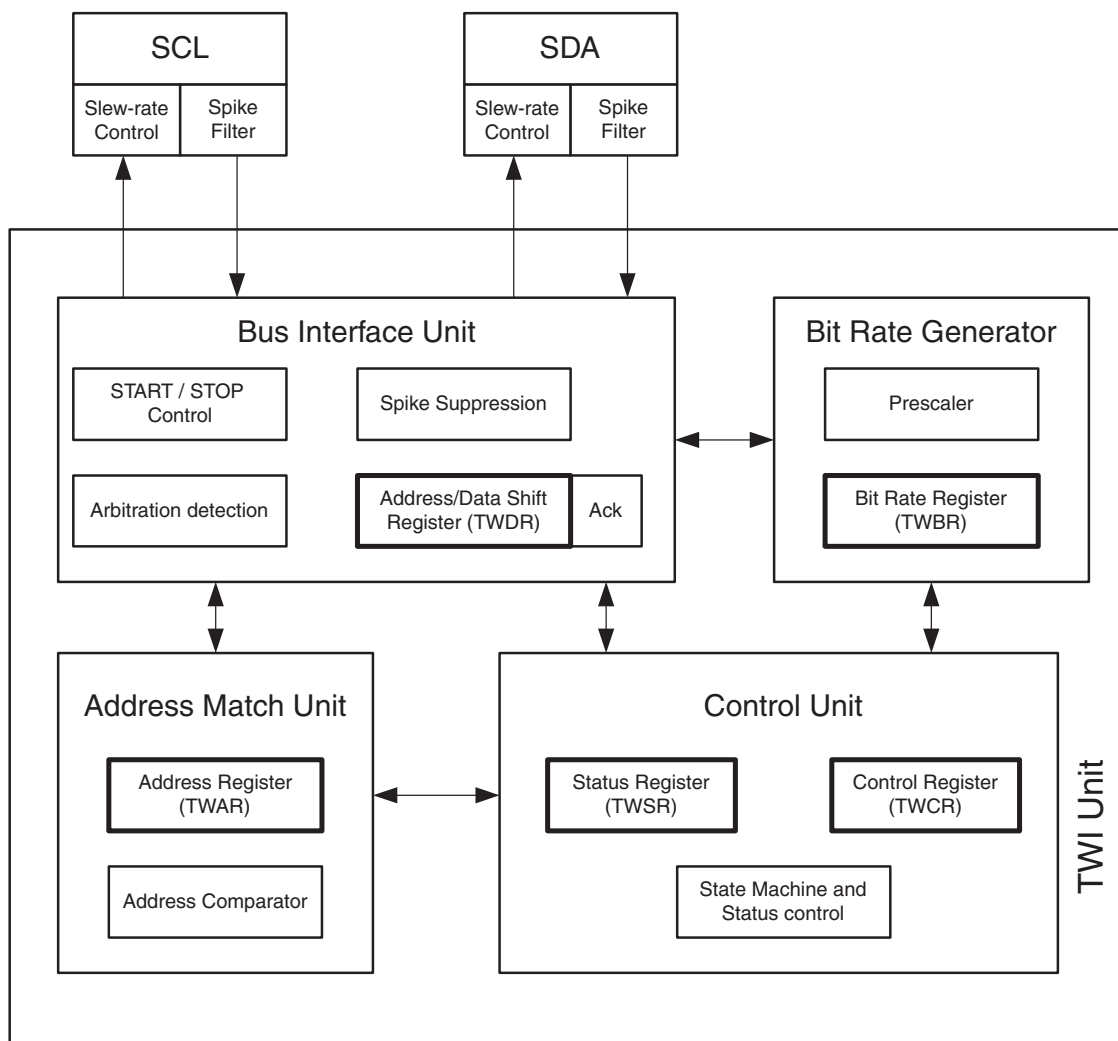 SCL
Slew-rate
Control
Spike
Filter
SDA
Slew-rate
Control
Spike
Filter
Bus Interface Unit
START / STOP
Control
Spike Suppression
Arbitration detection
Address/Data Shift
Register (TWDR)
Ack
Bit Rate Generator
Prescaler
Bit Rate Register
(TWBR)
Address Match Unit
Address Register
(TWAR)
Address Comparator
Control Unit
Status Register
(TWSR)
Control Register
(TWCR)
State Machine and
Status control
TWI Unit